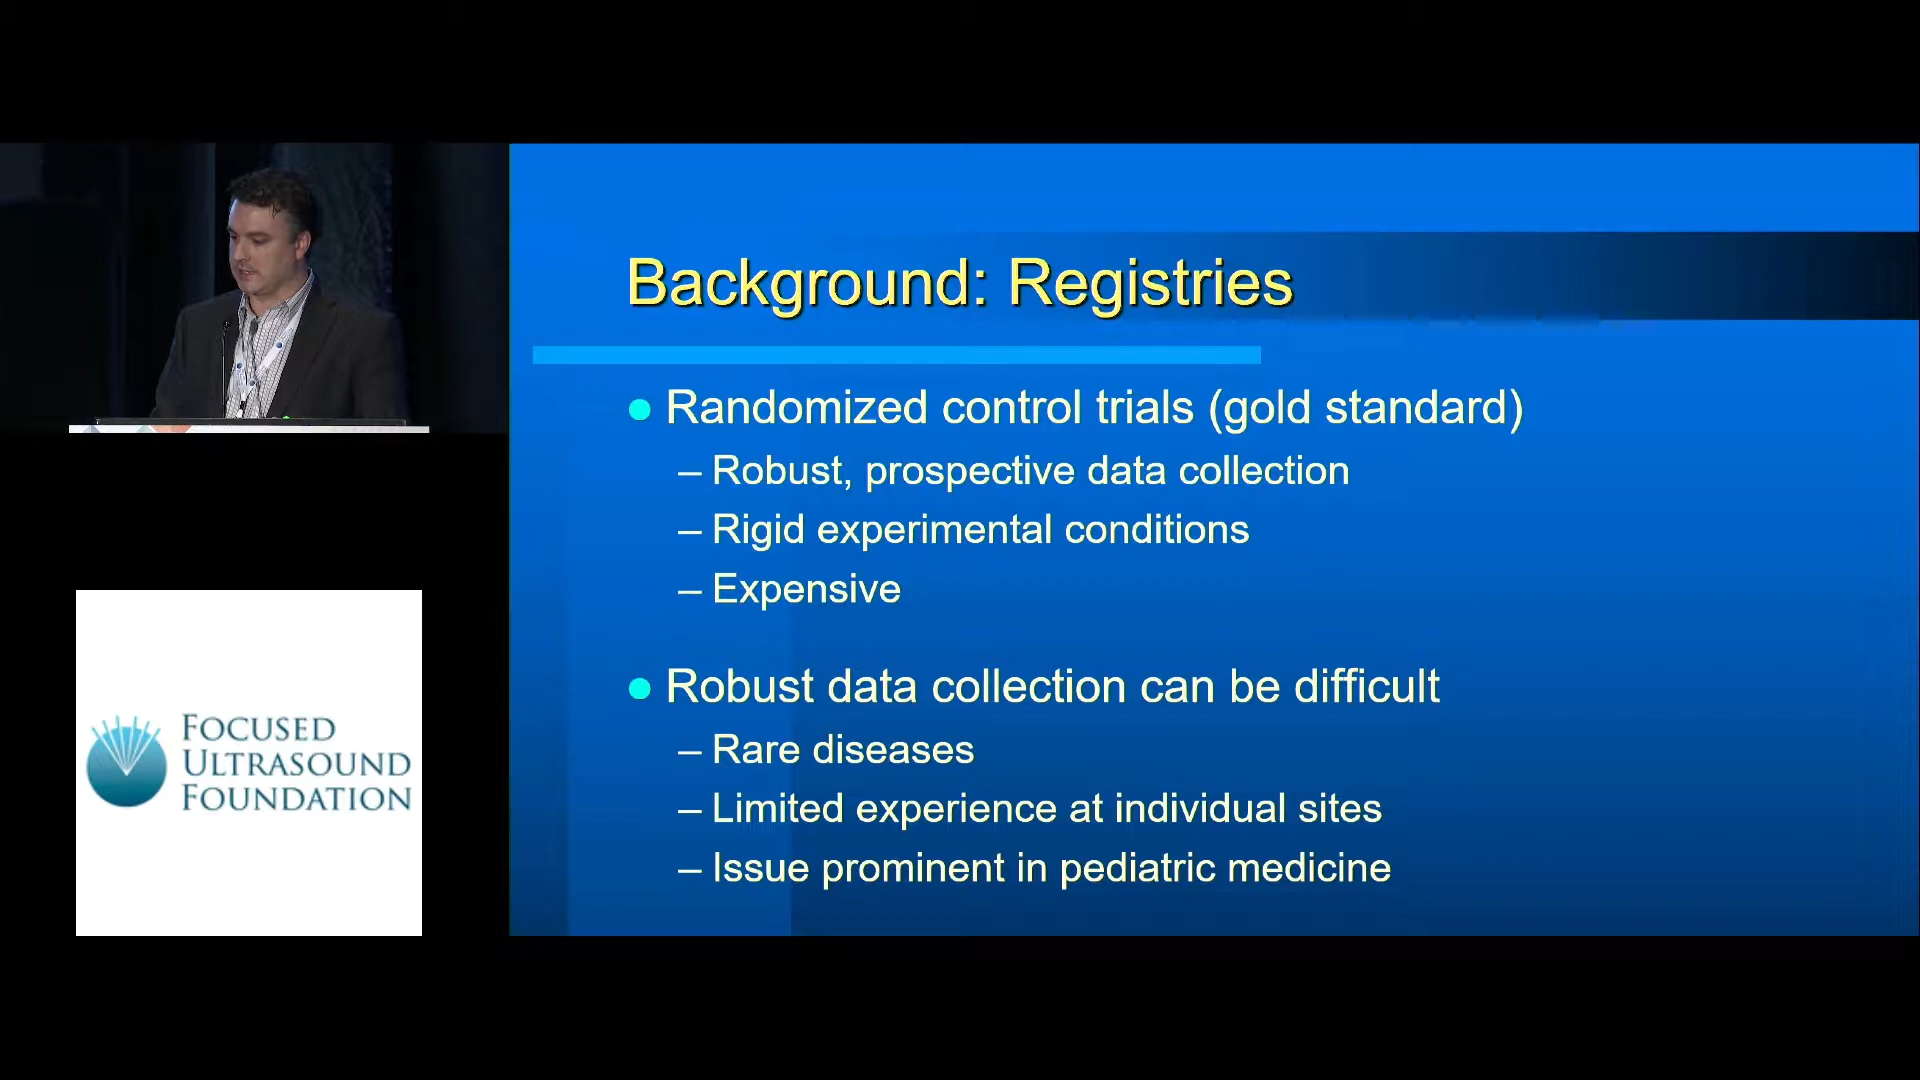 Background: Registries
Randomized control trials (gold standard)
– Robust, prospective data collection
– Rigid experimental conditions
– Expensive
Robust data collection can be difficult
– Rare diseases
– Limited experience at individual sites
– Issue prominent in pediatric medicine
FOCUSED
ULTRASOUND
FOUNDATION